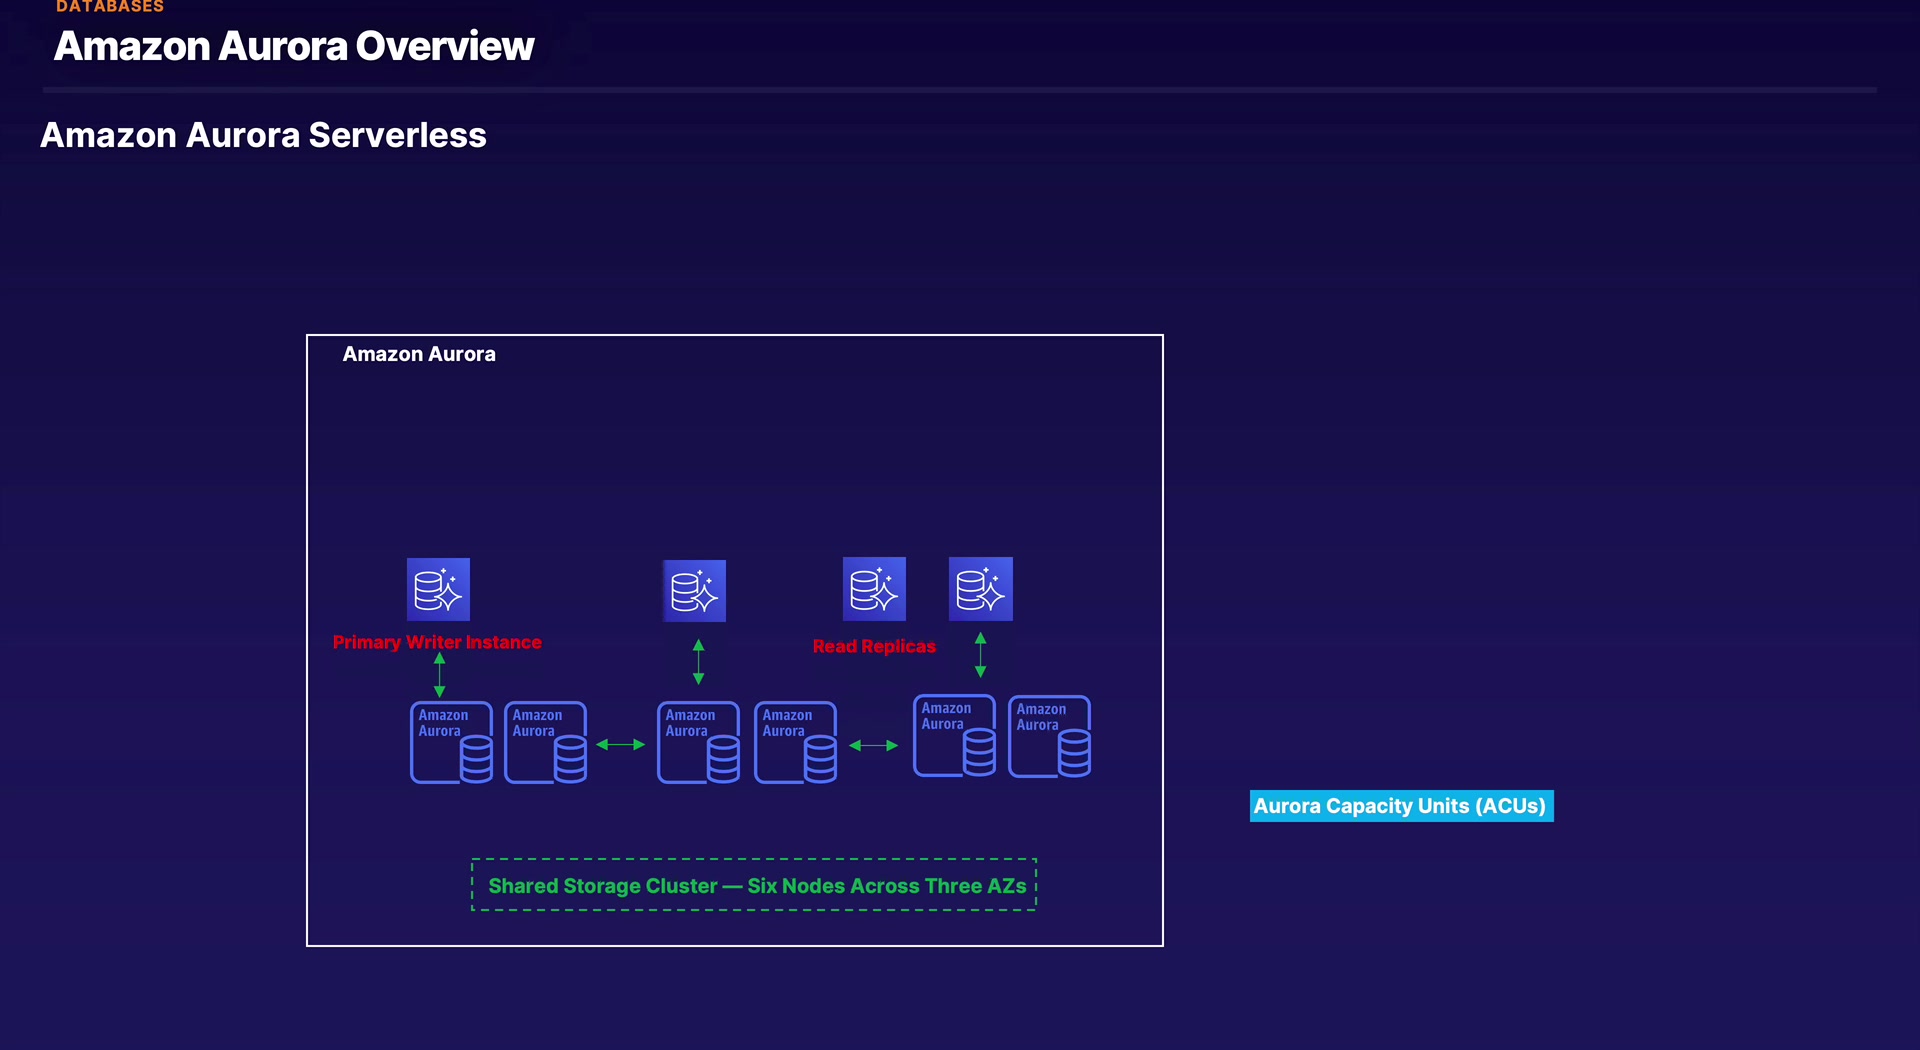 DATABASES
Amazon Aurora Overview
Amazon Aurora Serverless
Amazon Aurora
Primary Writer Instance
Read Replicas
Amazon
Aurora
Amazon
Aurora
Amazon
Aurora
Amazon
Aurora
Amazon
Aurora
Amazon
Aurora
Aurora Capacity Units (ACUs)
Shared Storage Cluster — Six Nodes Across Three AZs